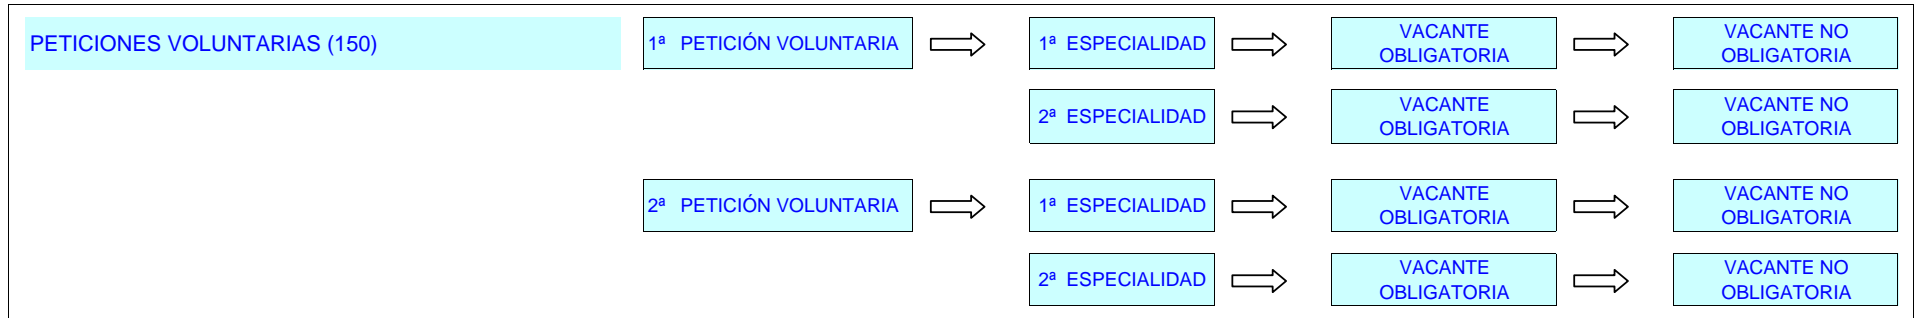 PETICIONES VOLUNTARIAS (150)
1ª PETICIÓN VOLUNTARIA
1ª ESPECIALIDAD
VACANTE
OBLIGATORIA
VACANTE NO
OBLIGATORIA
2ª ESPECIALIDAD
VACANTE
OBLIGATORIA
VACANTE NO
OBLIGATORIA
2ª PETICIÓN VOLUNTARIA
1ª ESPECIALIDAD
VACANTE
OBLIGATORIA
VACANTE NO
OBLIGATORIA
2ª ESPECIALIDAD
VACANTE
OBLIGATORIA
VACANTE NO
OBLIGATORIA